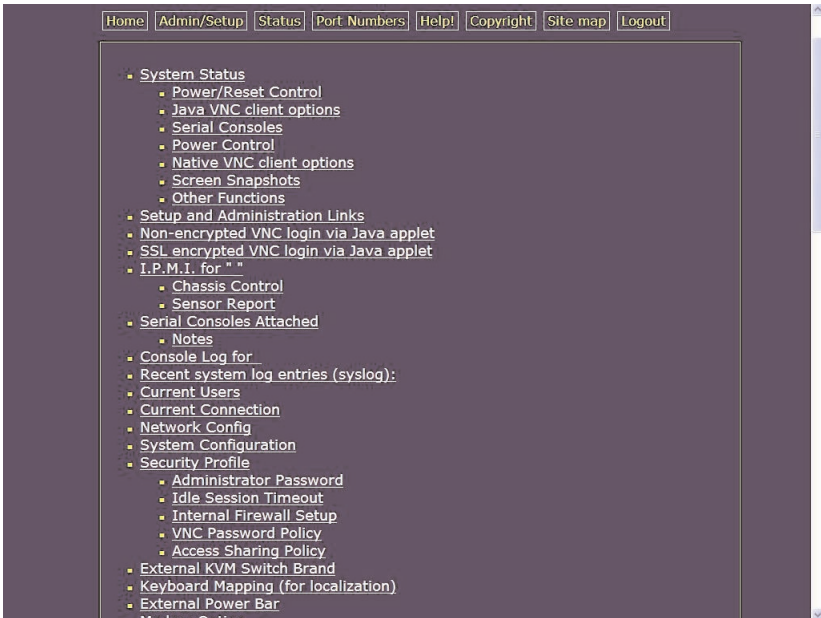 Home Admin/Setup Status Port Numbers Help! Copyright Site map Logout
System Status
Power/Reset Control
Java VNC client options
Serial Consoles
Power Control
Native VNC client options
Screen Snapshots
Other Functions
Setup and Administration Links
Non-encrypted VNC login via Java applet
SSL encrypted VNC login via Java applet
I.P.M.I. for " "
Chassis Control
Sensor Report
Serial Consoles Attached
Notes
Console Log for
Recent system log entries (syslog):
Current Users
Current Connection
Network Config
System Configuration
Security Profile
Administrator Password
Idle Session Timeout
Internal Firewall Setup
VNC Password Policy
Access Sharing Policy
External KVM Switch Brand
Keyboard Mapping (for localization)
External Power Bar